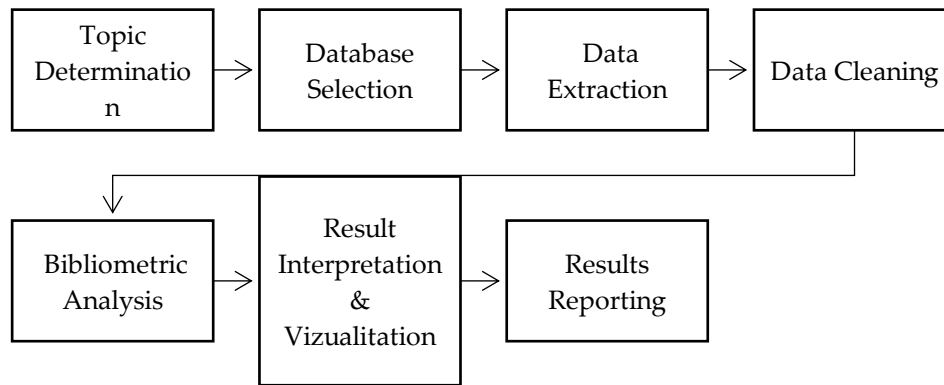 Topic
Determinatio
n
Database
Selection
Data
Extraction
Data Cleaning
Bibliometric
Analysis
Result
Interpretation
&
Vizualitation
Results
Reporting